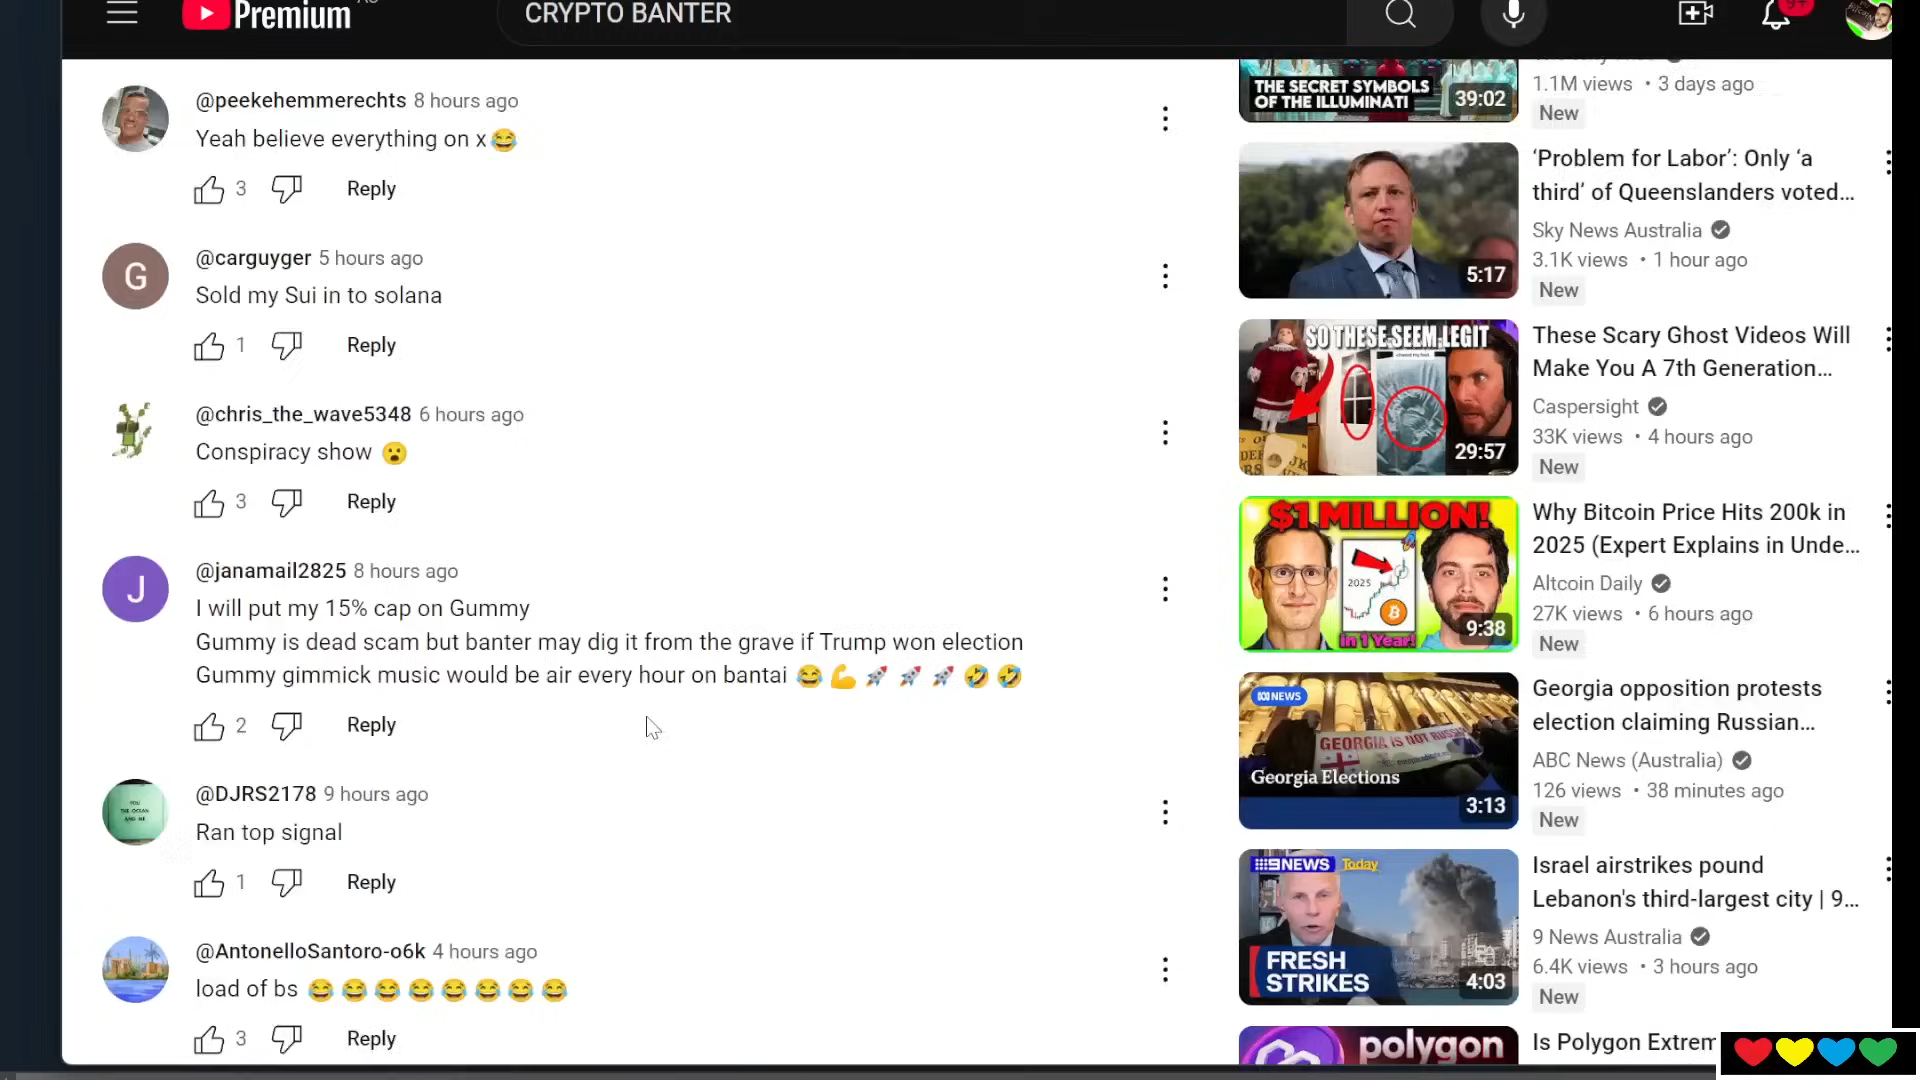 Premium
CRYPTO BANTER
9+
@peekehemmerechts 8 hours ago
Yeah believe everything on x😂
3
Reply
@carguyger 5 hours ago
G
Sold my Sui in to solana
1
Reply
@chris_the_wave5348 6 hours ago
Conspiracy show 😮
3
Reply
@janamail2825 8 hours ago
J
I will put my 15% cap on Gummy
Gummy is dead scam but banter may dig it from the grave if Trump won election
Gummy gimmick music would be air every hour on bantai 😂 💪 🚀 🚀 🚀 🤣 🤣
2
Reply
@DJRS2178 9 hours ago
YOU
THE OCEAN
AND ME
Ran top signal
1
Reply
@AntonelloSantoro-o6k 4 hours ago
load of bs 😂 😂 😂 😂 😂 😂 😂 😂
3
Reply
THE SECRET SYMBOLS
OF THE ILLUMINATI
39:02
1.1M views • 3 days ago
New
5:17
‘Problem for Labor’: Only ‘a
third’ of Queenslanders voted...
Sky News Australia
3.1K views • 1 hour ago
New
SO THESE SEEM LEGIT
29:57
These Scary Ghost Videos Will
Make You A 7th Generation...
Caspersight
33K views • 4 hours ago
New
$1 MILLION!
2025
in 1 Year!
9:38
Why Bitcoin Price Hits 200k in
2025 (Expert Explains in Unde...
Altcoin Daily
27K views • 6 hours ago
New
NEWS
GEORGIA IS NOT RUSSIA
Georgia Elections
3:13
Georgia opposition protests
election claiming Russian...
ABC News (Australia)
126 views • 38 minutes ago
New
9NEWS Today
FRESH
STRIKES
4:03
Israel airstrikes pound
Lebanon's third-largest city | 9...
9 News Australia
6.4K views • 3 hours ago
New
polygon
Is Polygon Extrem